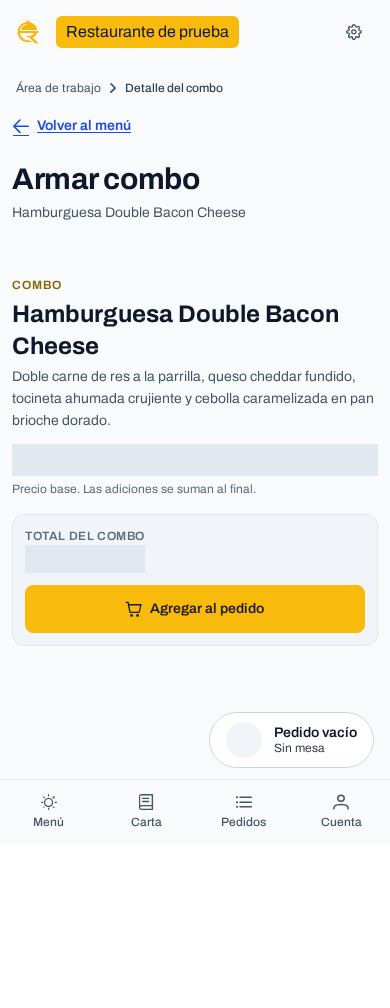 Restaurante de prueba
Área de trabajo > Detalle del combo
Volver al menú
Armar combo
Hamburguesa Double Bacon Cheese
COMBO
Hamburguesa Double Bacon
Cheese
Doble carne de res a la parrilla, queso cheddar fundido,
tocineta ahumada crujiente y cebolla caramelizada en pan
brioche dorado.
Precio base. Las adiciones se suman al final.
TOTAL DEL COMBO
Agregar al pedido
Pedido vacío
Sin mesa
Menú Carta Pedidos Cuenta